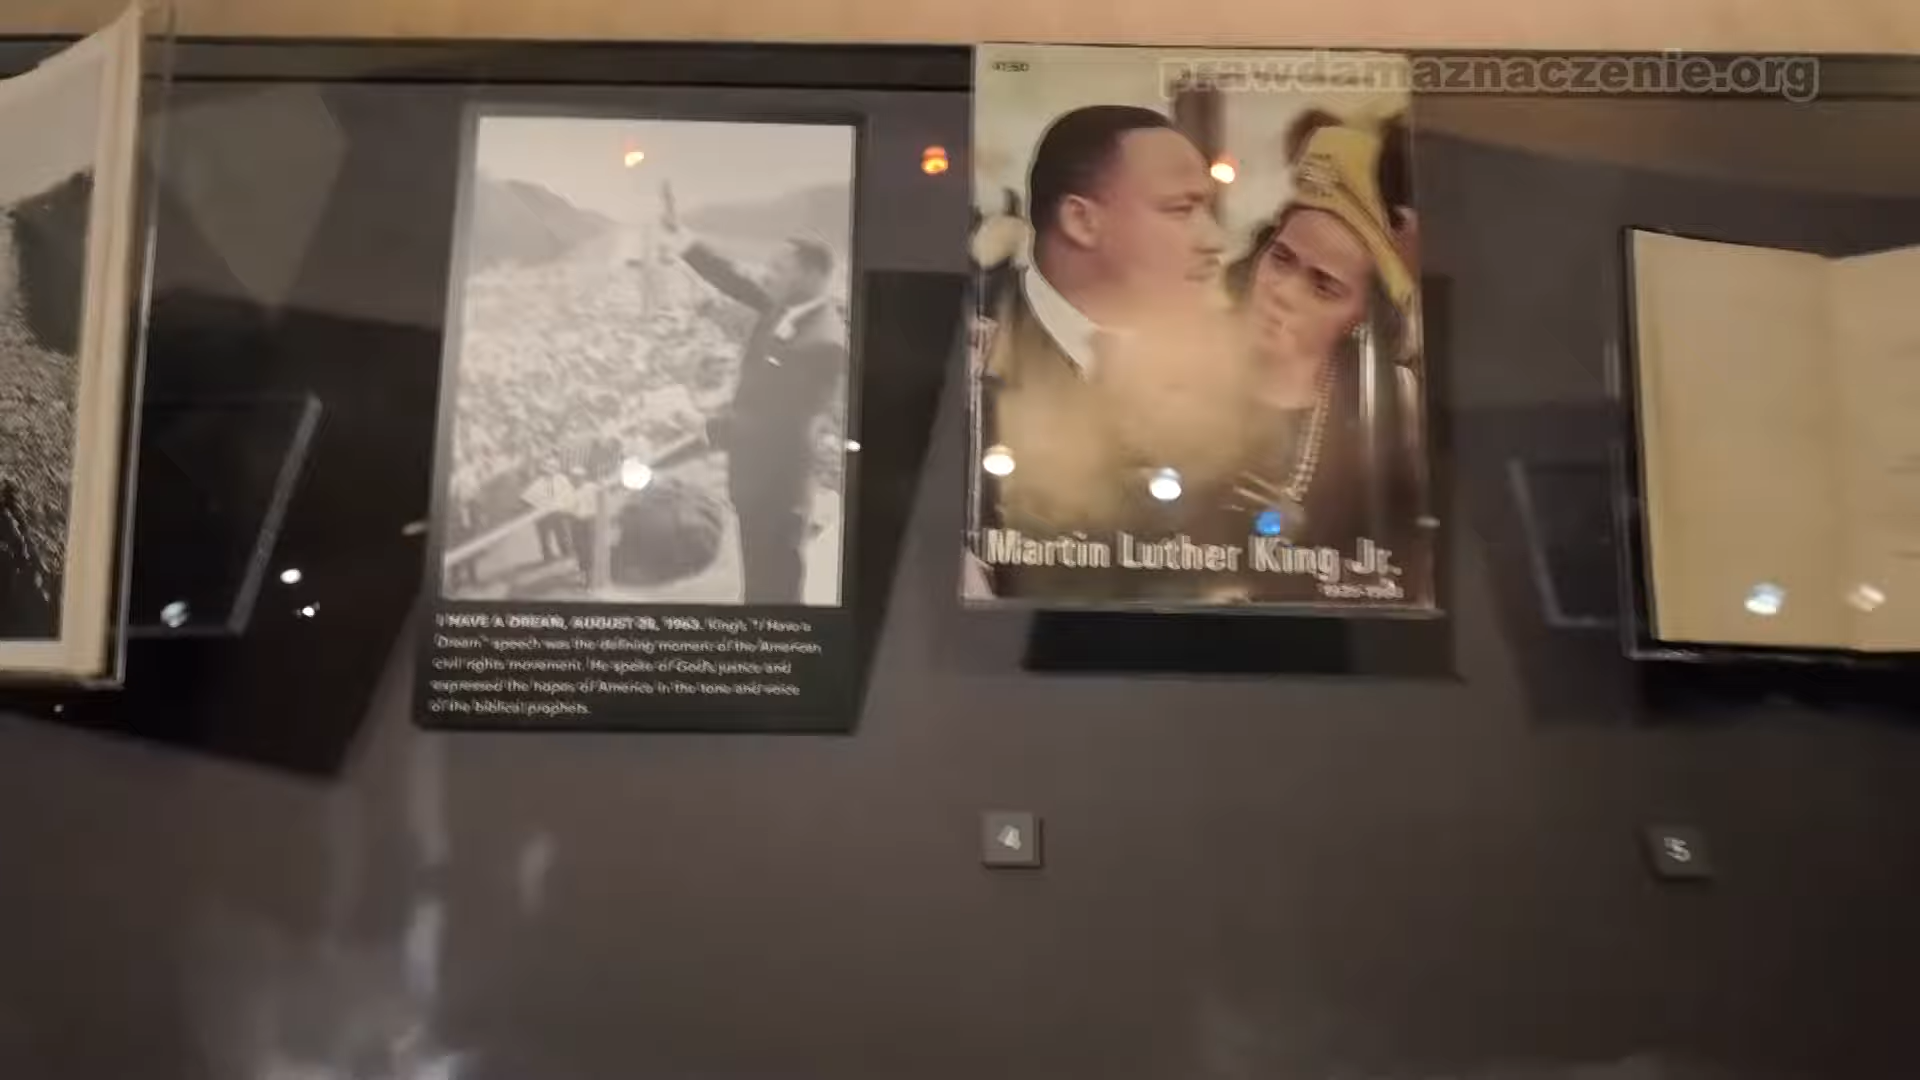 prawdamaznaczenie.org
Martin Luther King Jr.
I HAVE A DREAM, AUGUST 28, 1963. King's "I Have a
Dream" speech was the defining moment of the American
civil rights movement. He spoke of God's justice and
expressed the hopes of America in the tone and voice
of the biblical prophets.
4
5